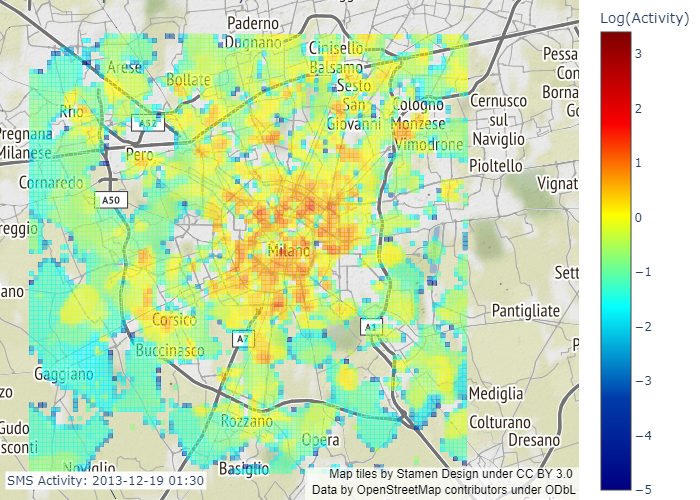 Log(Activity)
Paderno
Dugnano
Cinisello
Balsamo
Arese
Bollate
Sesto
San
Giovanni
Cologno
Monzese
Vimodrone
Pessa
Con
Borna
Go
Cernusco
sul
Naviglio
Rho
A52
Pregnana
Milanese
Pero
Pioltello
Cornaredo
Vignat
A50
reggio
Milano
Sett
ano
Pantigliate
Corsico
A7
A1
P
Buccinasco
Gaggiano
zo
Mediglia
Rozzano
Colturano
Gudo
sconti
Opera
Dresano
Noviglio
Basiglio
SMS Activity: 2013-12-19 01:30
Map tiles by Stamen Design under CC BY 3.0
Data by OpenStreetMap contributors under ODbL
3
2
1
0
−1
−2
−3
−4
−5